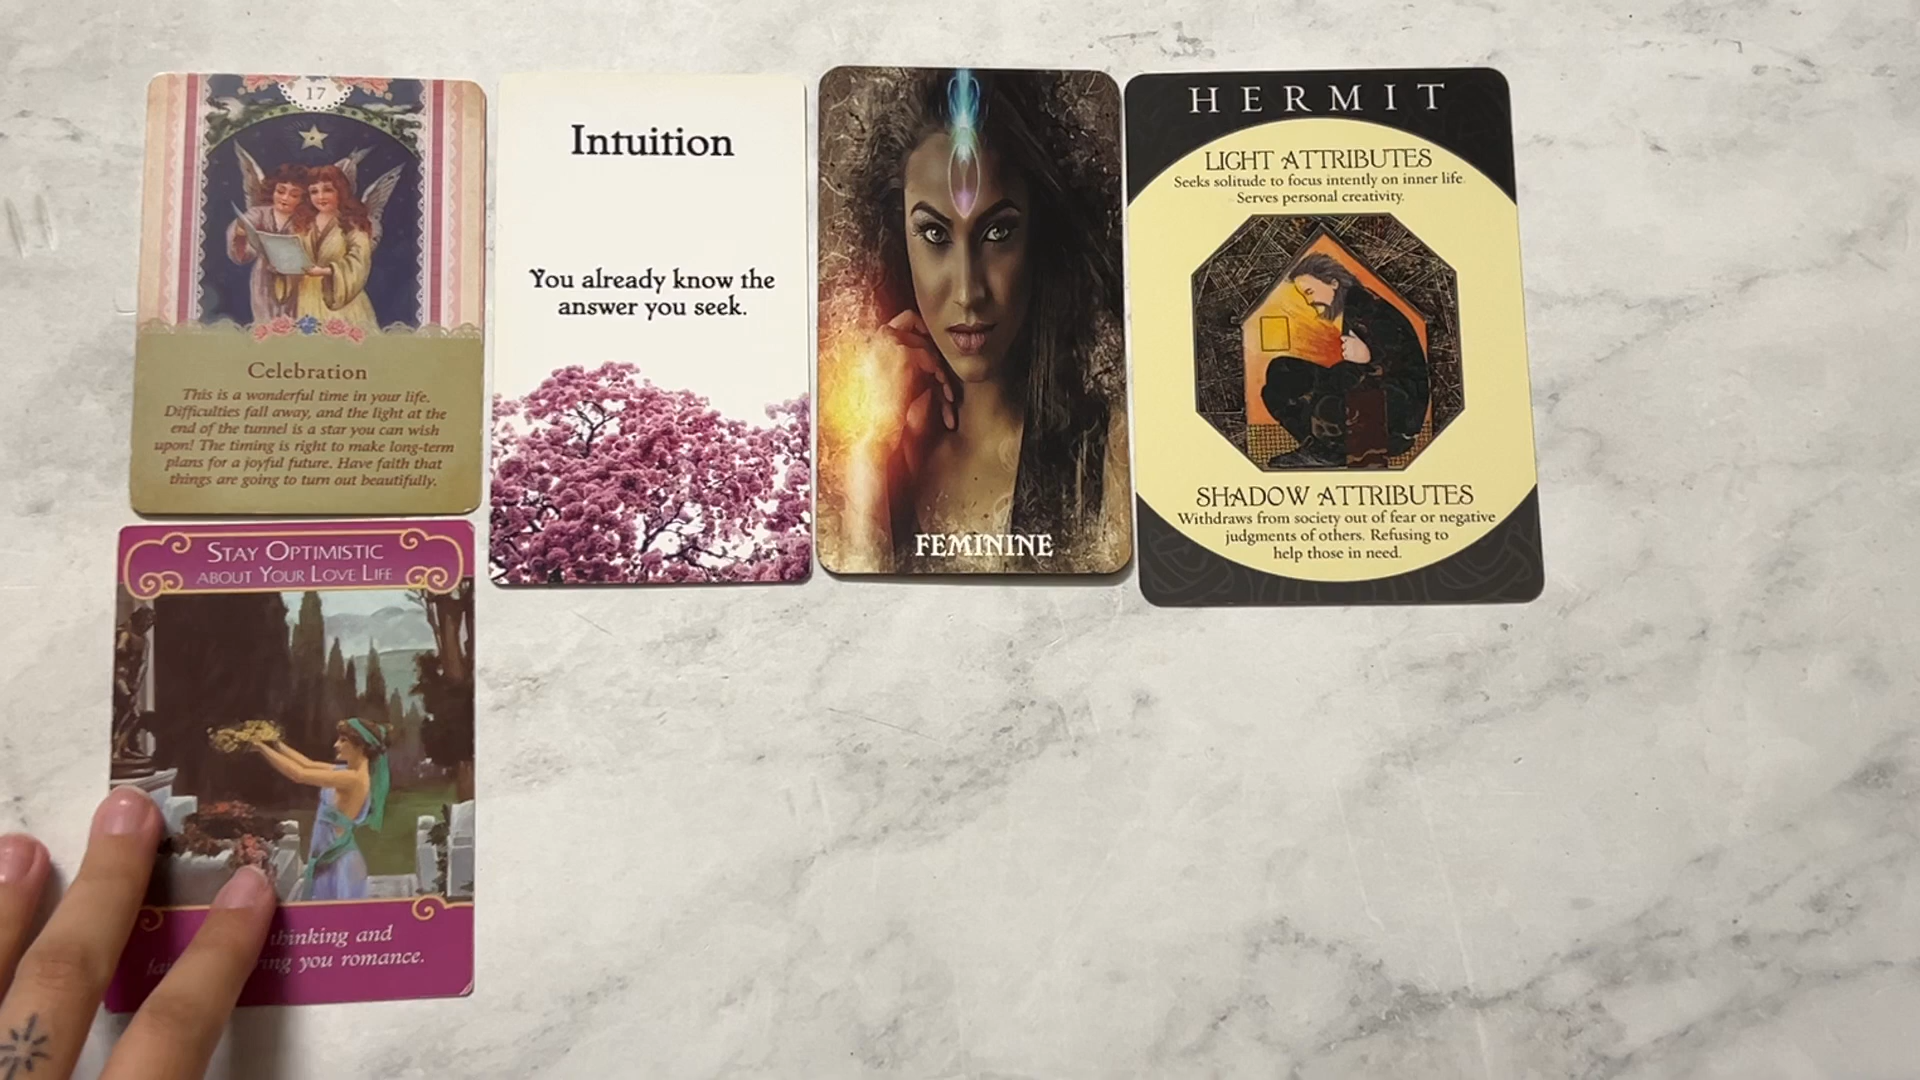 17
Celebration
This is a wonderful time in your life.
Difficulties fall away, and the light at the
end of the tunnel is a star you can wish
upon! The timing is right to make long-term
plans for a joyful future. Have faith that
things are going to turn out beautifully.
Intuition
You already know the
answer you seek.
FEMININE
HERMIT
LIGHT ATTRIBUTES
Seeks solitude to focus intently on inner life.
Serves personal creativity.
SHADOW ATTRIBUTES
Withdraws from society out of fear or negative
judgments of others. Refusing to
help those in need.
STAY OPTIMISTIC
ABOUT YOUR LOVE LIFE
thinking and
you romance.